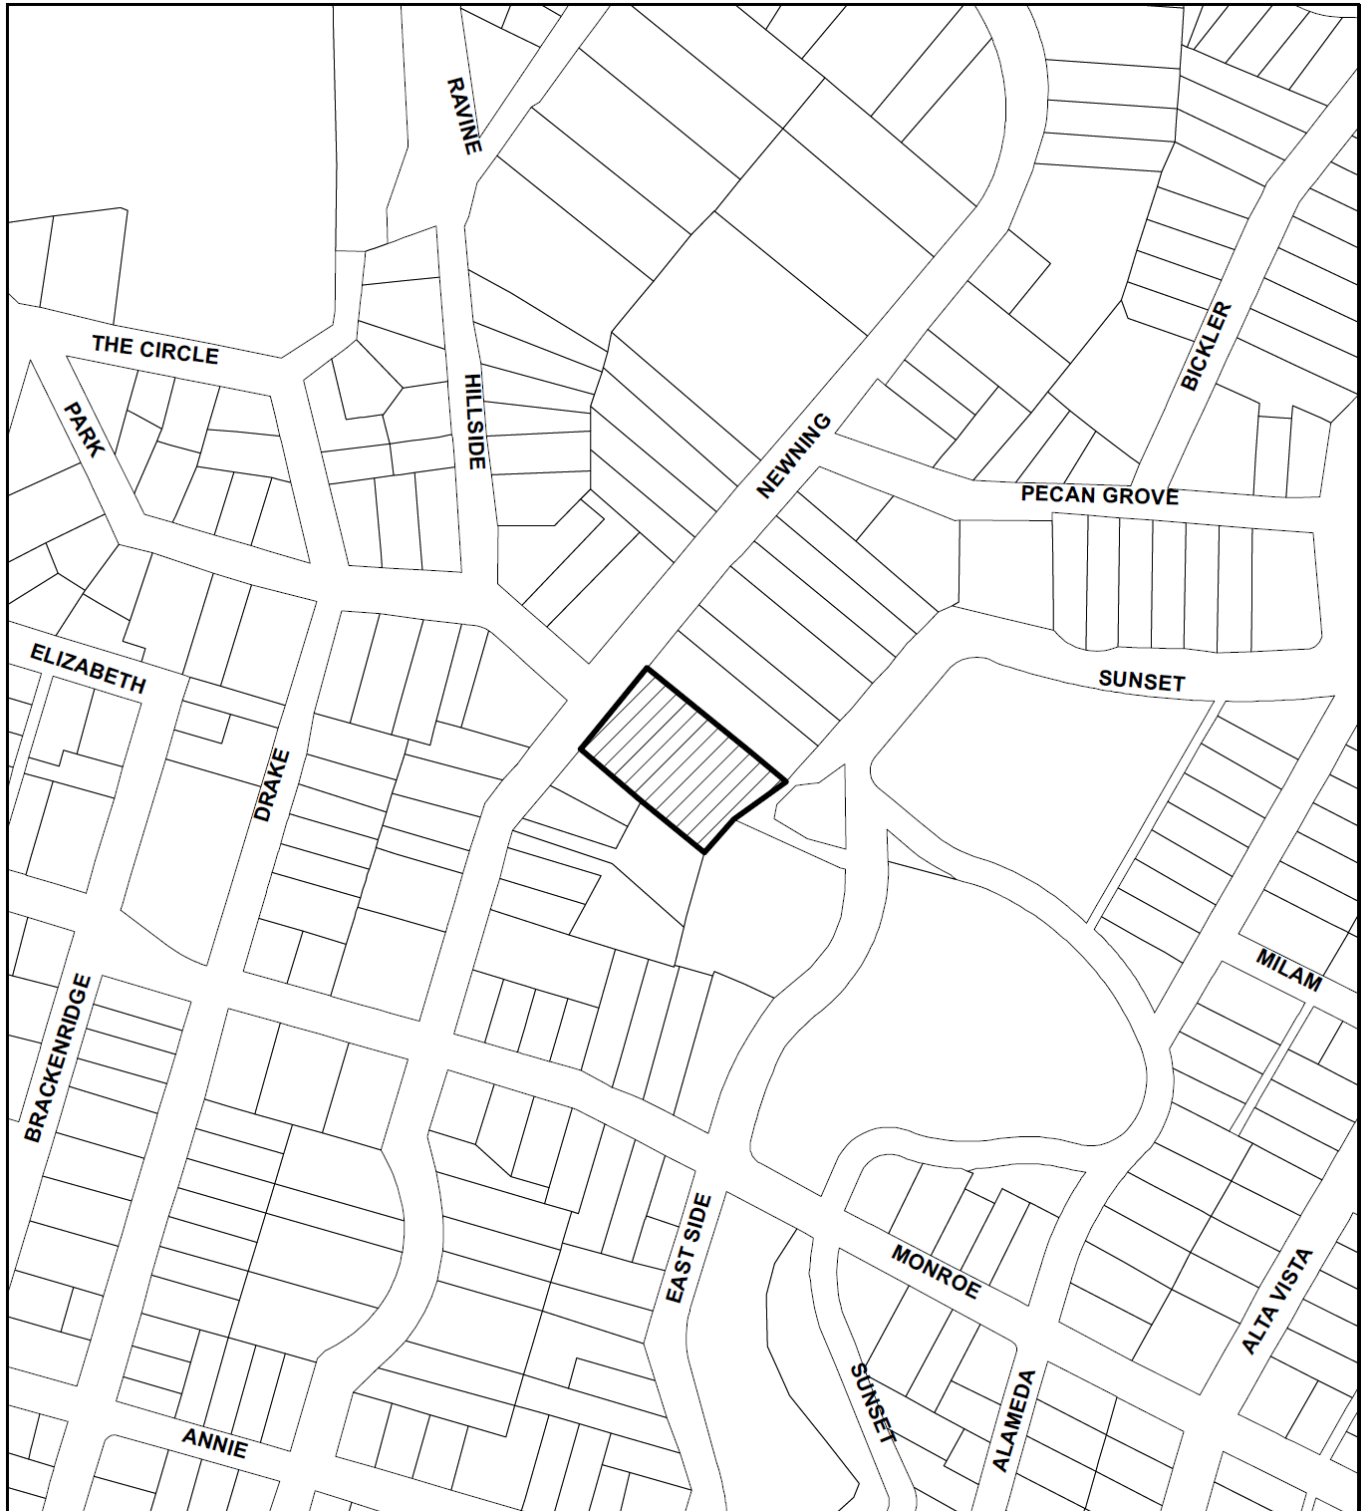 RAVINE
THE CIRCLE
BICKLER
HILLSIDE
PARK
NEWNING
PECAN GROVE
ELIZABETH
SUNSET
DRAKE
MILAM
BRACKENRIDGE
EAST SIDE
MONROE
ALTA VISTA
SUNSET
ALAMEDA
ANNIE